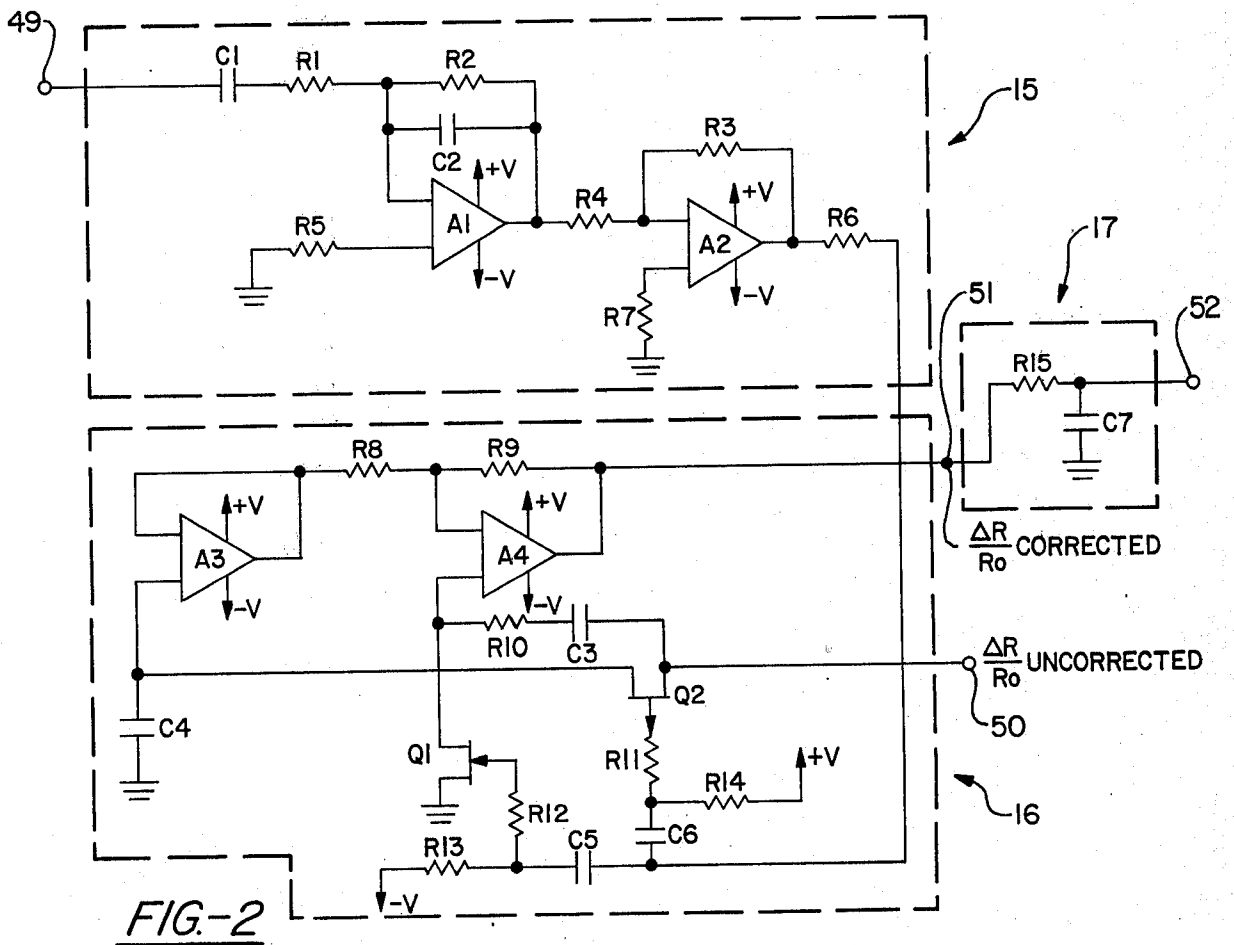 49
C1
R1
R2
C2
+V
A1
-V
R5
R4
R3
+V
A2
-V
R6
R7
15
17
51
52
R15
C7
R8
R9
+V
A3
-V
+V
A4
-V
R10
C3
ΔR/Ro CORRECTED
ΔR/Ro UNCORRECTED
50
Q2
C4
Q1
R11
R14
+V
R12
C6
C5
R13
-V
16
FIG.-2